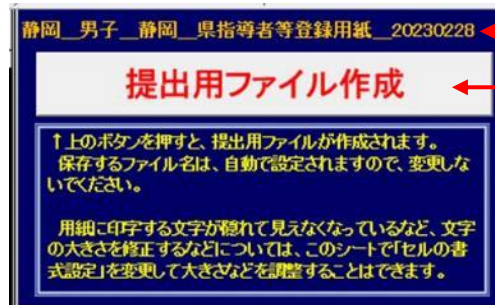 静岡__男子__静岡__県指導者等登録用紙__20230228
提出用ファイル作成
↑上のボタンを押すと、提出用ファイルが作成されます。
保存するファイル名は、自動で設定されますので、変更しな
いでください。
用紙に印字する文字が隠れて見えなくなっているなど、文字
の大きさを修正するなどについては、このシートで「セルの書
式設定」を変更して大きさなどを調整することはできます。